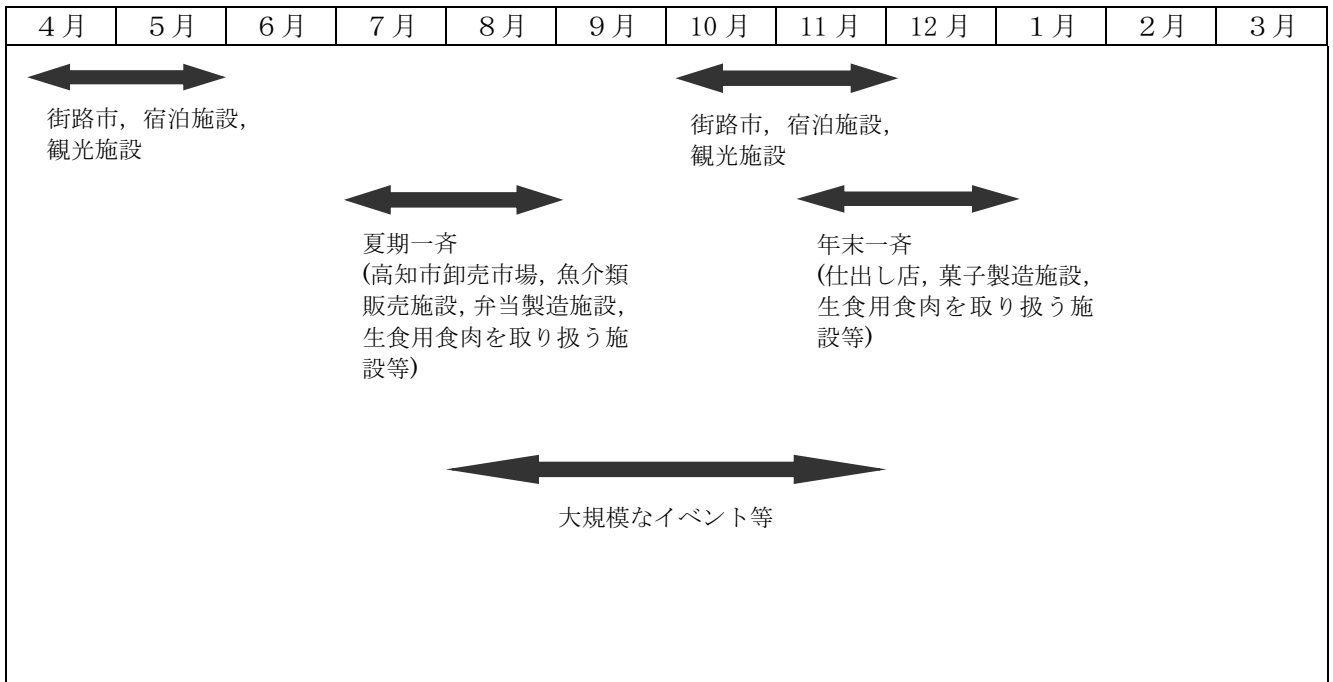 4月 5月 6月 7月 8月 9月 10月 11月 12月 1月 2月 3月
街路市，宿泊施設，
観光施設
街路市，宿泊施設，
観光施設
夏期一斉
(高知市卸売市場，魚介類
販売施設，弁当製造施設，
生食用食肉を取り扱う施
設等)
年末一斉
(仕出し店，菓子製造施設，
生食用食肉を取り扱う施
設等)
大規模なイベント等